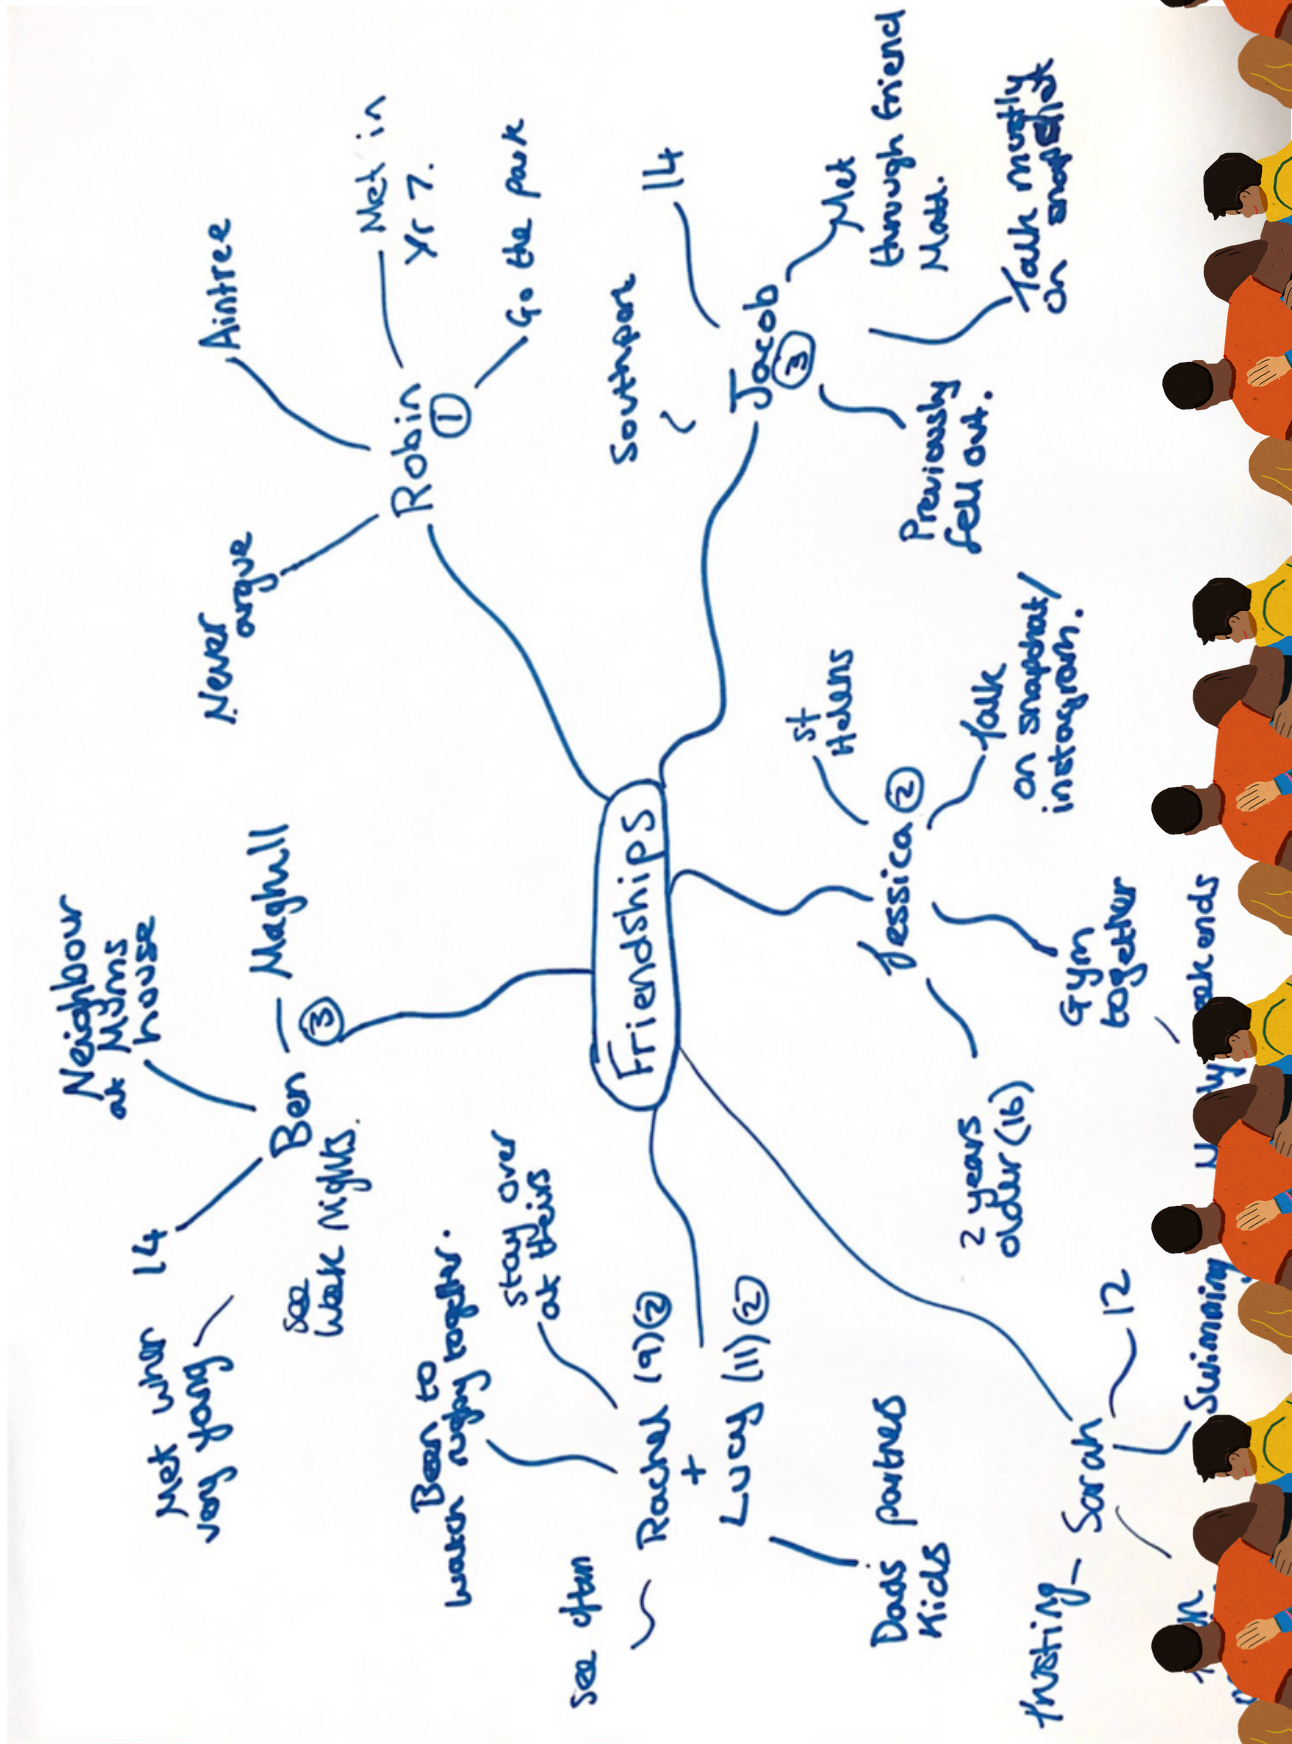 Friendships
Robin
1
Never
argue
Aintree
Met in
Yr 7.
Go the park
Jacob
3
Southport
14
Met
through friend
Matt.
Talk mostly
on snapchat
Previously
fell out.
Jessica 2
St
Helens
Talk
on snapchat/
instagram.
Gym
together
2 years
older (16)
Sarah
12
Swimming
trusting
Rachel (9) 2
+
Lucy (11) 2
Dads partners
Kids
see often
Been to
watch rugby together.
stay over
at theirs
Ben
3
Maghull
Neighbour
at Mums
house
14
Met when
very young
see
week nights.